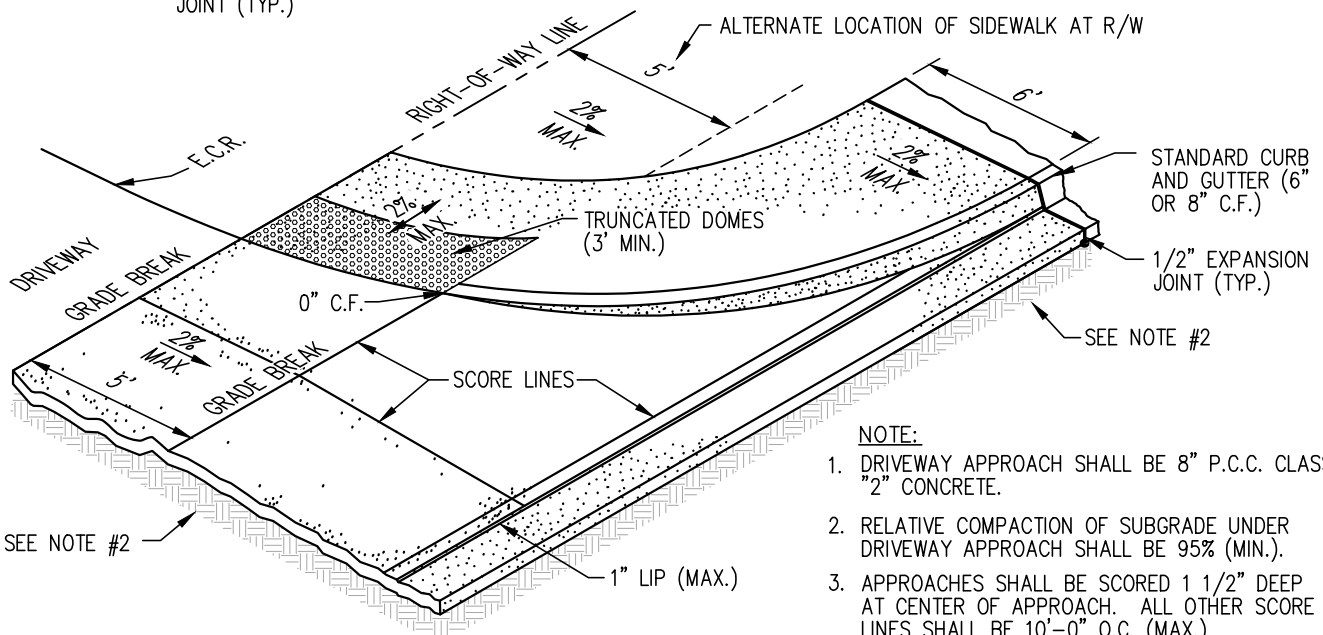 JOINT (TYP.)
ALTERNATE LOCATION OF SIDEWALK AT R/W
RIGHT-OF-WAY LINE
5'
6'
2%
MAX.
E.C.R.
2%
MAX
STANDARD CURB
AND GUTTER (6"
OR 8" C.F.)
2%
MAX
TRUNCATED DOMES
(3' MIN.)
DRIVEWAY
GRADE BREAK
1/2" EXPANSION
JOINT (TYP.)
0" C.F.
SEE NOTE #2
2%
MAX.
5'
GRADE BREAK
SCORE LINES
NOTE:
1. DRIVEWAY APPROACH SHALL BE 8" P.C.C. CLASS
"2" CONCRETE.
2. RELATIVE COMPACTION OF SUBGRADE UNDER
DRIVEWAY APPROACH SHALL BE 95% (MIN.).
SEE NOTE #2
1" LIP (MAX.)
3. APPROACHES SHALL BE SCORED 1 1/2" DEEP
AT CENTER OF APPROACH. ALL OTHER SCORE
LINES SHALL BE 10'-0" O.C. (MAX.)